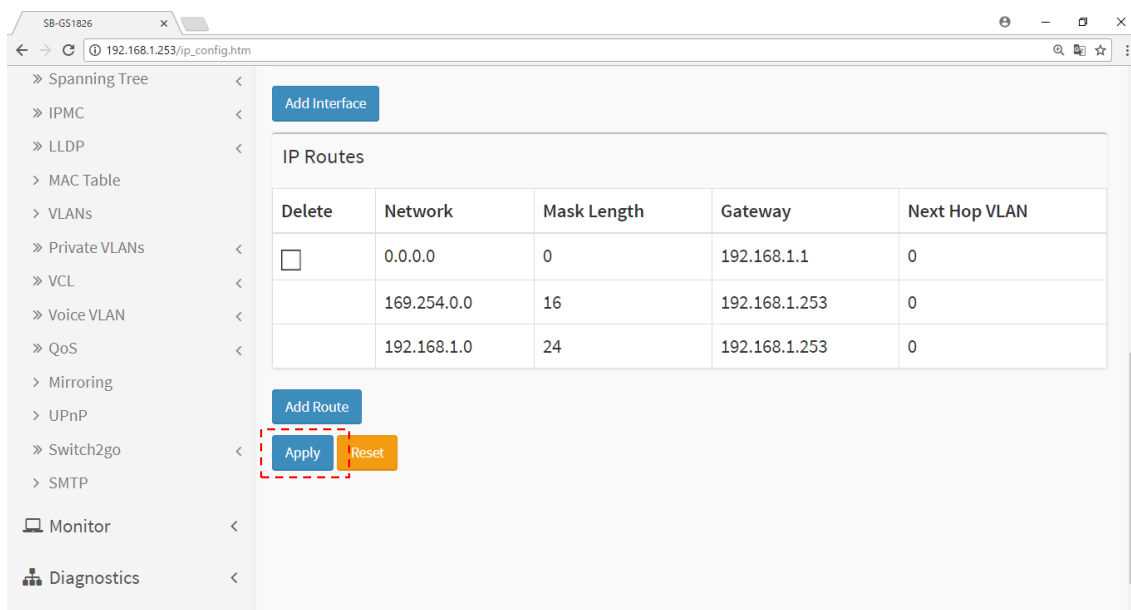 SB-GS1826
192.168.1.253/ip_config.htm
Spanning Tree
IPMC
LLDP
MAC Table
VLANs
Private VLANs
VCL
Voice VLAN
QoS
Mirroring
UPnP
Switch2go
SMTP
Monitor
Diagnostics
Add Interface
IP Routes
Delete Network Mask Length Gateway Next Hop VLAN
0.0.0.0 0 192.168.1.1 0
169.254.0.0 16 192.168.1.253 0
192.168.1.0 24 192.168.1.253 0
Add Route
Apply Reset